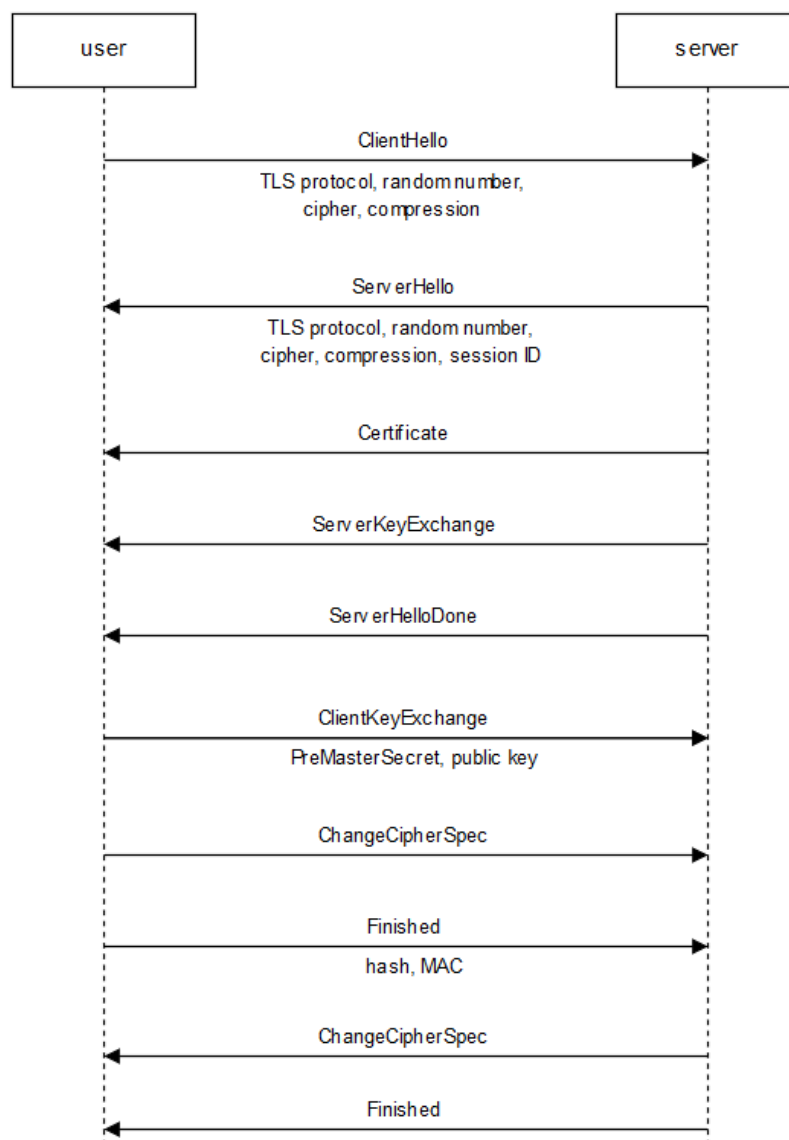 user
server
ClientHello
TLS protocol, random number,
cipher, compression
ServerHello
TLS protocol, random number,
cipher, compression, session ID
Certificate
ServerKeyExchange
ServerHelloDone
ClientKeyExchange
PreMasterSecret, public key
ChangeCipherSpec
Finished
hash, MAC
ChangeCipherSpec
Finished